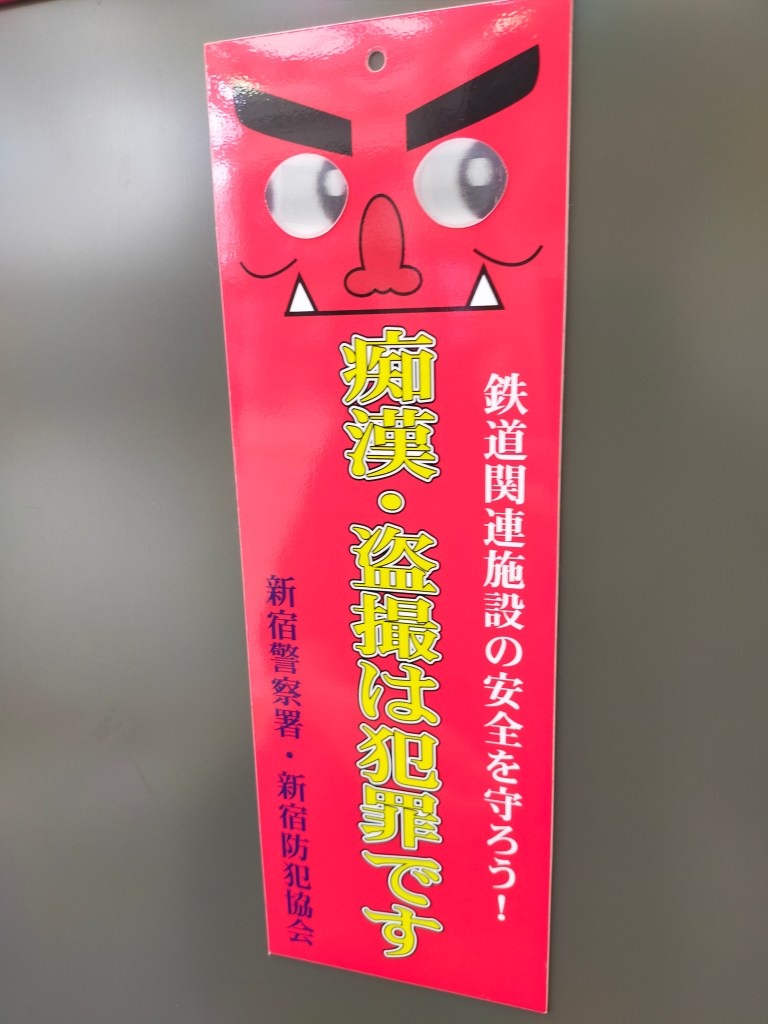 鉄道関連施設の安全を守ろう！
痴漢・盗撮は犯罪です
新宿警察署・新宿防犯協会